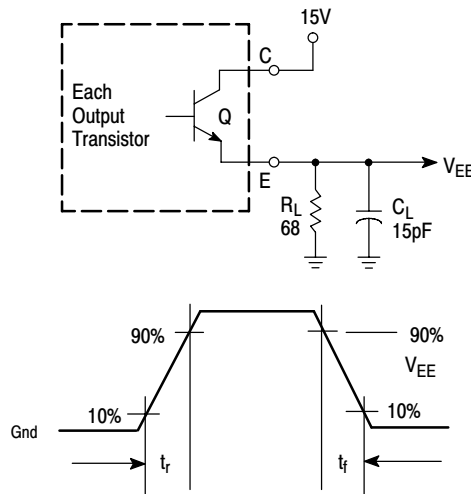 15V
C
Each
Output
Transistor
Q
E
V_EE
R_L
68
C_L
15pF
90%
90%
V_EE
10%
10%
Gnd
t_r
t_f